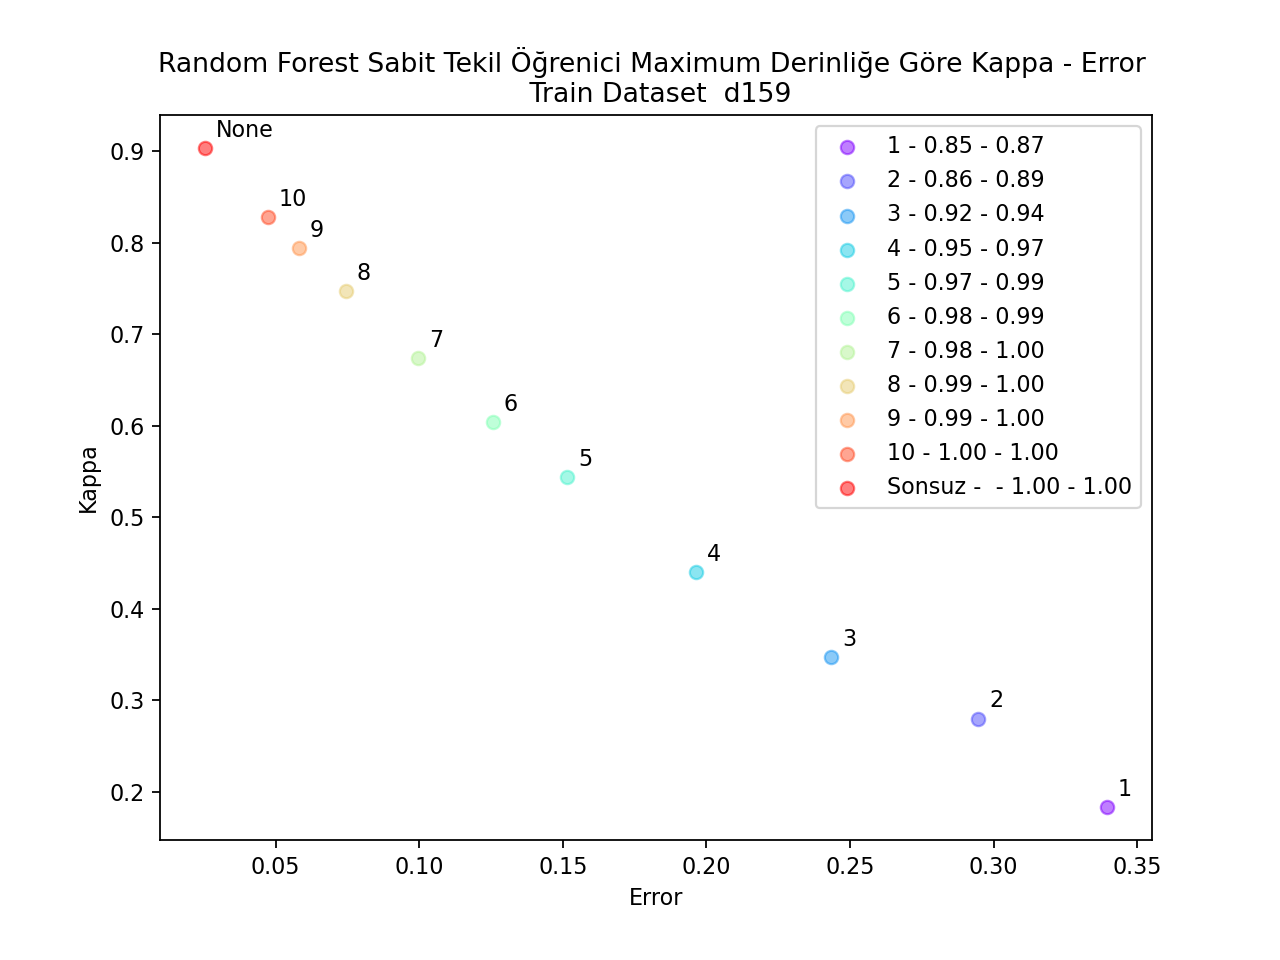 Random Forest Sabit Tekil Öğrenici Maximum Derinliğe Göre Kappa - Error
Train Dataset  d159
None
10
9
8
7
6
5
4
3
2
1
1 - 0.85 - 0.87
2 - 0.86 - 0.89
3 - 0.92 - 0.94
4 - 0.95 - 0.97
5 - 0.97 - 0.99
6 - 0.98 - 0.99
7 - 0.98 - 1.00
8 - 0.99 - 1.00
9 - 0.99 - 1.00
10 - 1.00 - 1.00
Sonsuz -  - 1.00 - 1.00
Kappa
0.9
0.8
0.7
0.6
0.5
0.4
0.3
0.2
0.05 0.10 0.15 0.20 0.25 0.30 0.35
Error